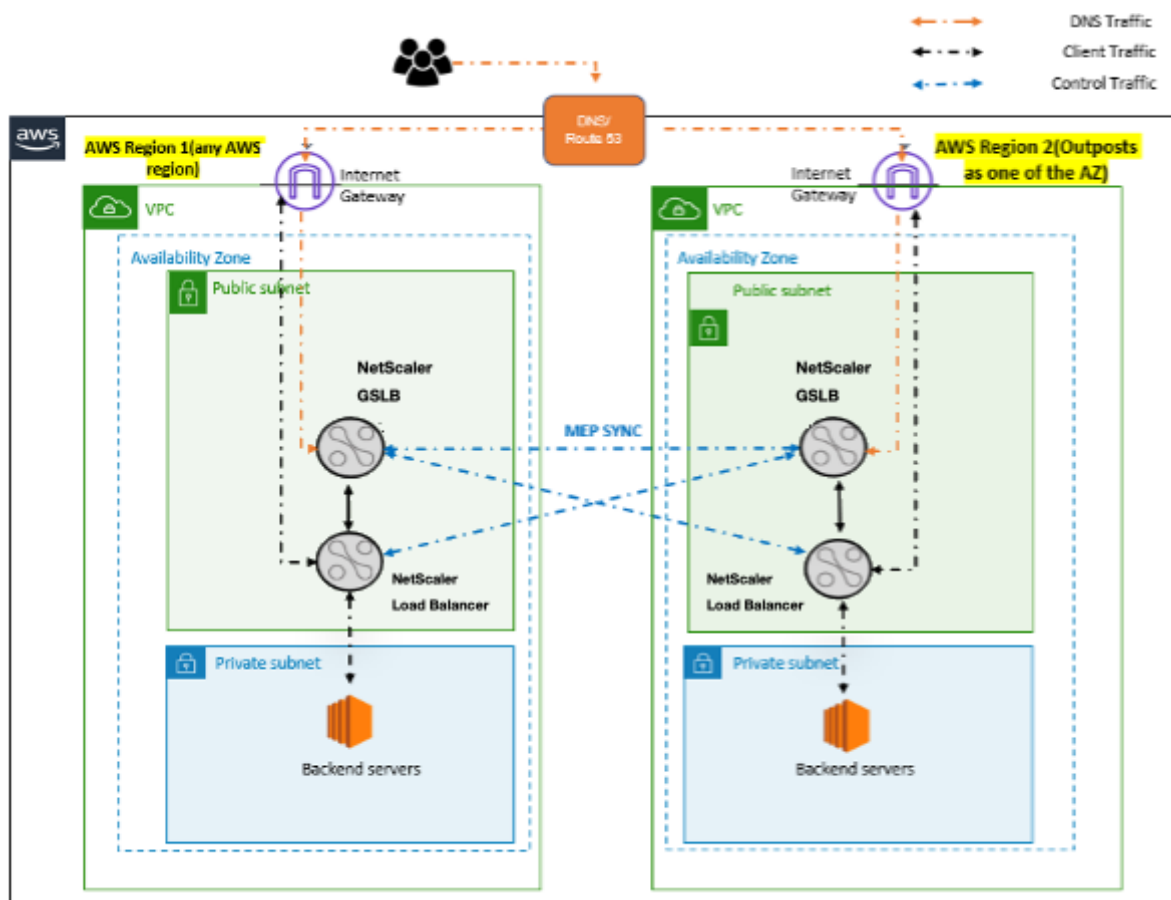 DNS Traffic
Client Traffic
Control Traffic
DNS/
Route 53
aws
AWS Region 1(any AWS
region)
Internet
Gateway
VPC
Availability Zone
Public subnet
NetScaler
GSLB
NetScaler
Load Balancer
Private subnet
Backend servers
MEP SYNC
AWS Region 2(Outposts
as one of the AZ)
Internet
Gateway
VPC
Availability Zone
Public subnet
NetScaler
GSLB
NetScaler
Load Balancer
Private subnet
Backend servers